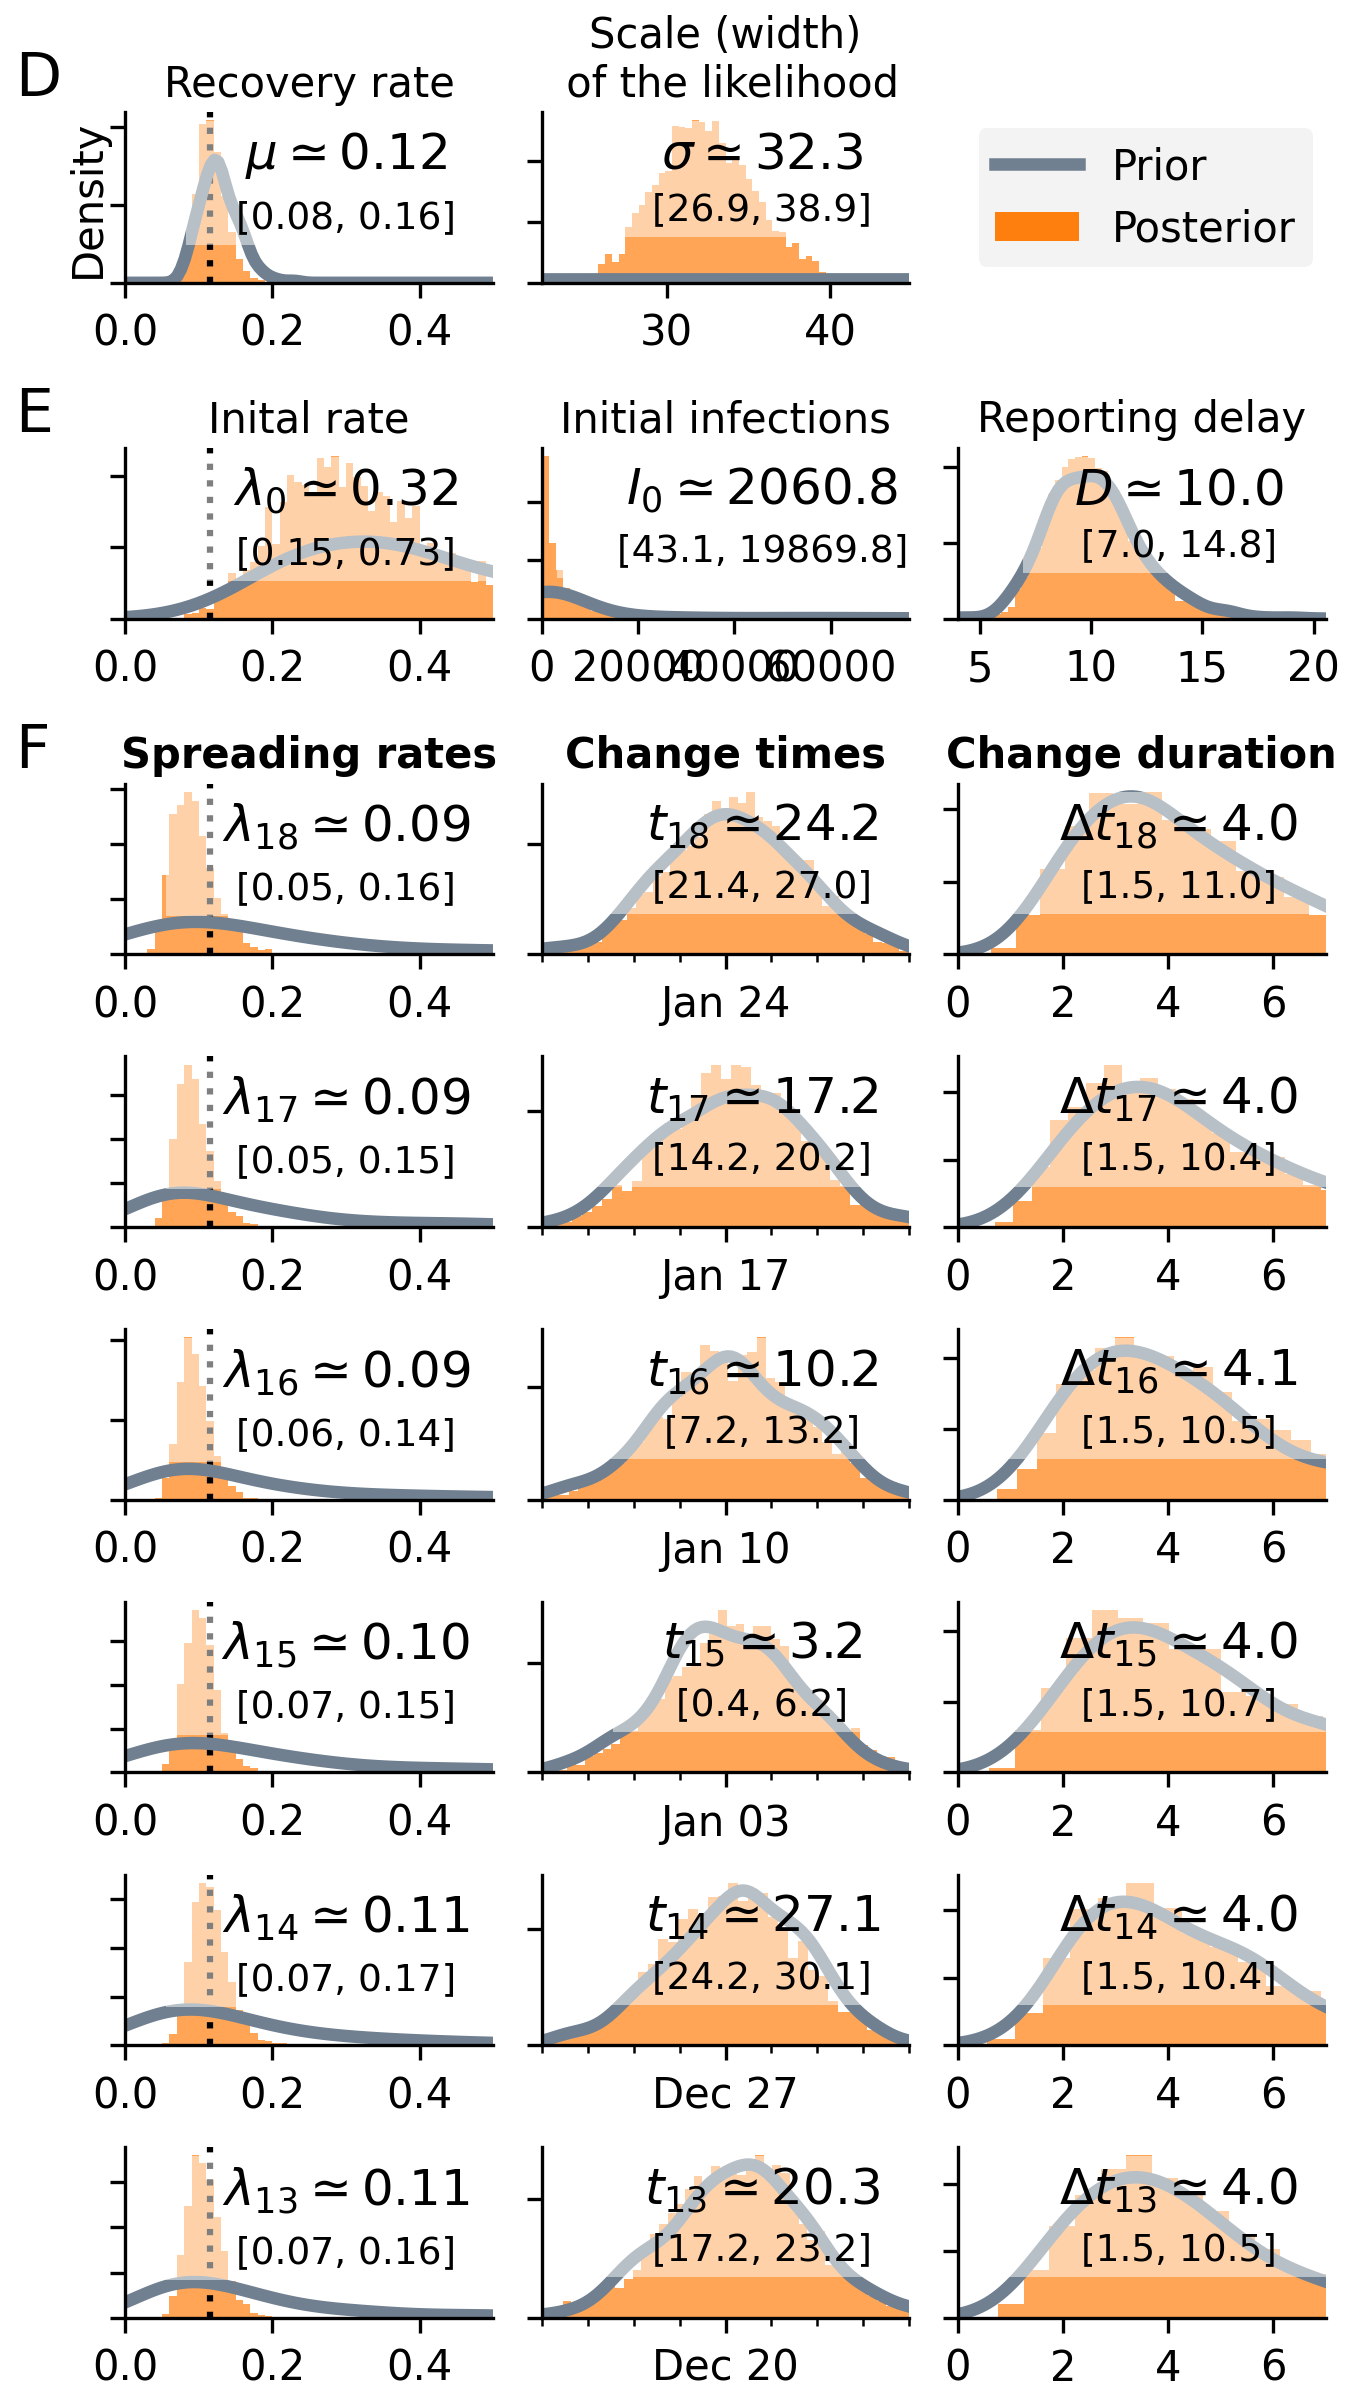 D
Recovery rate
Scale (width)
of the likelihood
Density
μ ≃ 0.12
[0.08, 0.16]
0.0 0.2 0.4
σ ≃ 32.3
[26.9, 38.9]
30 40
Prior
Posterior
E
Inital rate
λ0 ≃ 0.32
[0.15, 0.73]
0.0 0.2 0.4
Initial infections
I0 ≃ 2060.8
[43.1, 19869.8]
0 20000 40000 60000
Reporting delay
D ≃ 10.0
[7.0, 14.8]
5 10 15 20
F
Spreading rates
Change times
Change duration
λ18 ≃ 0.09
[0.05, 0.16]
0.0 0.2 0.4
t18 ≃ 24.2
[21.4, 27.0]
Jan 24
Δt18 ≃ 4.0
[1.5, 11.0]
0 2 4 6
λ17 ≃ 0.09
[0.05, 0.15]
0.0 0.2 0.4
t17 ≃ 17.2
[14.2, 20.2]
Jan 17
Δt17 ≃ 4.0
[1.5, 10.4]
0 2 4 6
λ16 ≃ 0.09
[0.06, 0.14]
0.0 0.2 0.4
t16 ≃ 10.2
[7.2, 13.2]
Jan 10
Δt16 ≃ 4.1
[1.5, 10.5]
0 2 4 6
λ15 ≃ 0.10
[0.07, 0.15]
0.0 0.2 0.4
t15 ≃ 3.2
[0.4, 6.2]
Jan 03
Δt15 ≃ 4.0
[1.5, 10.7]
0 2 4 6
λ14 ≃ 0.11
[0.07, 0.17]
0.0 0.2 0.4
t14 ≃ 27.1
[24.2, 30.1]
Dec 27
Δt14 ≃ 4.0
[1.5, 10.4]
0 2 4 6
λ13 ≃ 0.11
[0.07, 0.16]
0.0 0.2 0.4
t13 ≃ 20.3
[17.2, 23.2]
Dec 20
Δt13 ≃ 4.0
[1.5, 10.5]
0 2 4 6